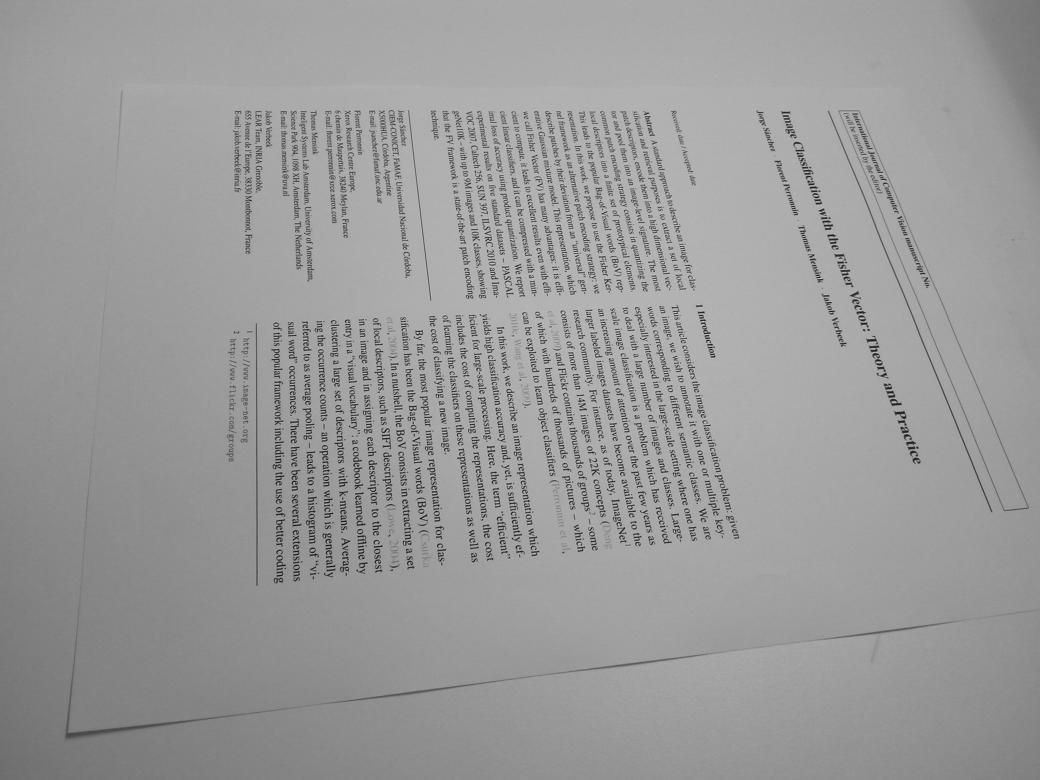 International Journal of Computer Vision manuscript No.
(will be inserted by the editor)
Image Classification with the Fisher Vector: Theory and Practice
Jorge Sánchez · Florent Perronnin · Thomas Mensink · Jakob Verbeek
Received: date / Accepted: date
Abstract A standard approach to describe an image for clas-
sification and retrieval purposes is to extract a set of local
patch descriptors, encode them into a high dimensional vec-
tor and pool them into an image-level signature. The most
common patch encoding strategy consists in quantizing the
local descriptors into a finite set of prototypical elements.
This leads to the popular Bag-of-Visual words (BoV) rep-
resentation. In this work, we propose to use the Fisher Ker-
nel framework as an alternative patch encoding strategy: we
describe patches by their deviation from an "universal" gen-
erative Gaussian mixture model. This representation, which
we call Fisher Vector (FV) has many advantages: it is effi-
cient to compute, it leads to excellent results even with effi-
cient linear classifiers, and it can be compressed with a min-
imal loss of accuracy using product quantization. We report
experimental results on five standard datasets – PASCAL
VOC 2007, Caltech 256, SUN 397, ILSVRC 2010 and Ima-
geNet10K – with up to 9M images and 10K classes, showing
that the FV framework is a state-of-the-art patch encoding
technique.
Jorge Sánchez
CIEM-CONICET, FaMAF, Universidad Nacional de Córdoba,
X5000HUA, Córdoba, Argentine
E-mail: jsanchez@famaf.unc.edu.ar
Florent Perronnin
Xerox Research Centre Europe,
6 chemin de Maupertuis, 38240 Meylan, France
E-mail: florent.perronnin@xrce.xerox.com
Thomas Mensink
Inteligent Systems Lab Amsterdam, University of Amsterdam,
Science Park 904, 1098 XH, Amsterdam, The Netherlands
E-mail: thomas.mensink@uva.nl
Jakob Verbeek
LEAR Team, INRIA Grenoble,
655 Avenue de l'Europe, 38330 Montbonnot, France
E-mail: jakob.verbeek@inria.fr
1 Introduction
This article considers the image classification problem: given
an image, we wish to annotate it with one or multiple key-
words corresponding to different semantic classes. We are
especially interested in the large-scale setting where one has
to deal with a large number of images and classes. Large-
scale image classification is a problem which has received
an increasing amount of attention over the past few years as
larger labeled images datasets have become available to the
research community. For instance, as of today, ImageNet1
consists of more than 14M images of 22K concepts (Deng
et al, 2009) and Flickr contains thousands of groups2 – some
of which with hundreds of thousands of pictures – which
can be exploited to learn object classifiers (Perronnin et al,
2010c, Wang et al, 2009).
In this work, we describe an image representation which
yields high classification accuracy and, yet, is sufficiently ef-
ficient for large-scale processing. Here, the term "efficient"
includes the cost of computing the representations, the cost
of learning the classifiers on these representations as well as
the cost of classifying a new image.
By far, the most popular image representation for clas-
sification has been the Bag-of-Visual words (BoV) (Csurka
et al, 2004). In a nutshell, the BoV consists in extracting a set
of local descriptors, such as SIFT descriptors (Lowe, 2004),
in an image and in assigning each descriptor to the closest
entry in a "visual vocabulary": a codebook learned offline by
clustering a large set of descriptors with k-means. Averag-
ing the occurrence counts – an operation which is generally
referred to as average pooling – leads to a histogram of "vi-
sual word" occurrences. There have been several extensions
of this popular framework including the use of better coding
1 http://www.image-net.org
2 http://www.flickr.com/groups